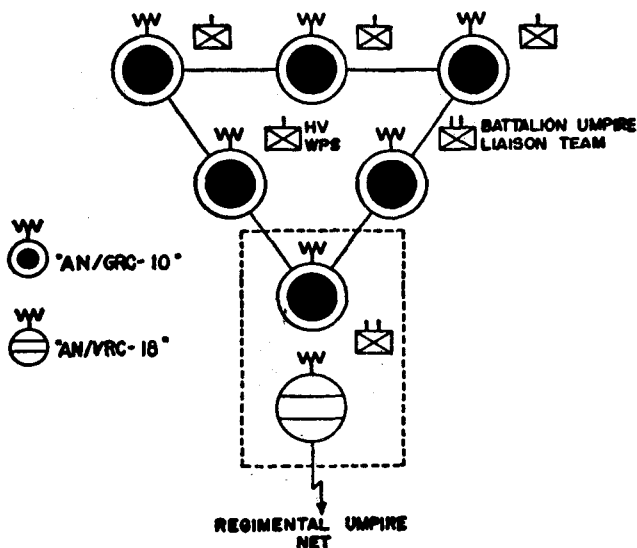 HV
WPS
BATTALION UMPIRE
LIAISON TEAM
"AN/GRC-10"
"AN/VRC-18"
REGIMENTAL UMPIRE
NET